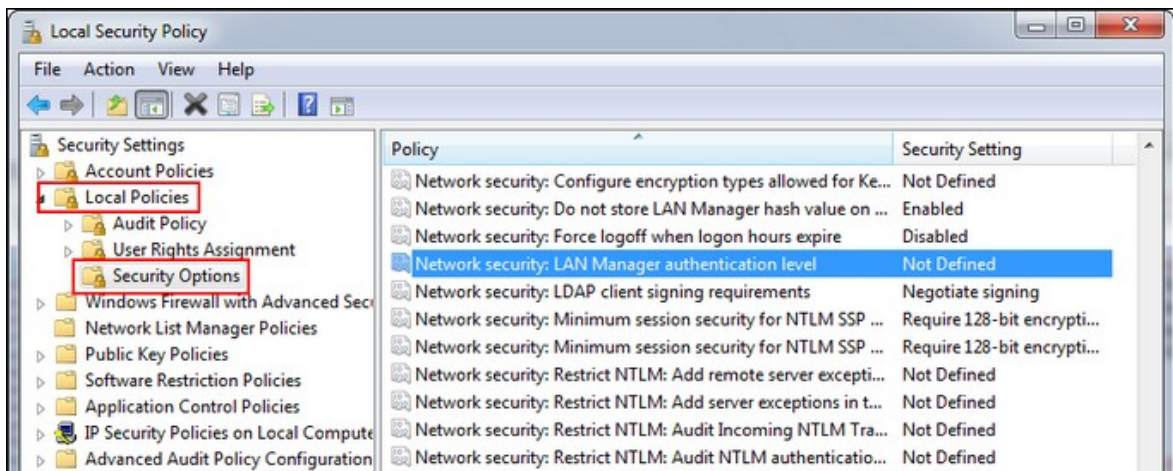 Local Security Policy
File Action View Help
Security Settings
Account Policies
Local Policies
Audit Policy
User Rights Assignment
Security Options
Windows Firewall with Advanced Secu
Network List Manager Policies
Public Key Policies
Software Restriction Policies
Application Control Policies
IP Security Policies on Local Compute
Advanced Audit Policy Configuration
Policy Security Setting
Network security: Configure encryption types allowed for Ke... Not Defined
Network security: Do not store LAN Manager hash value on ... Enabled
Network security: Force logoff when logon hours expire Disabled
Network security: LAN Manager authentication level Not Defined
Network security: LDAP client signing requirements Negotiate signing
Network security: Minimum session security for NTLM SSP ... Require 128-bit encrypti...
Network security: Minimum session security for NTLM SSP ... Require 128-bit encrypti...
Network security: Restrict NTLM: Add remote server excepti... Not Defined
Network security: Restrict NTLM: Add server exceptions in t... Not Defined
Network security: Restrict NTLM: Audit Incoming NTLM Tra... Not Defined
Network security: Restrict NTLM: Audit NTLM authenticatio... Not Defined